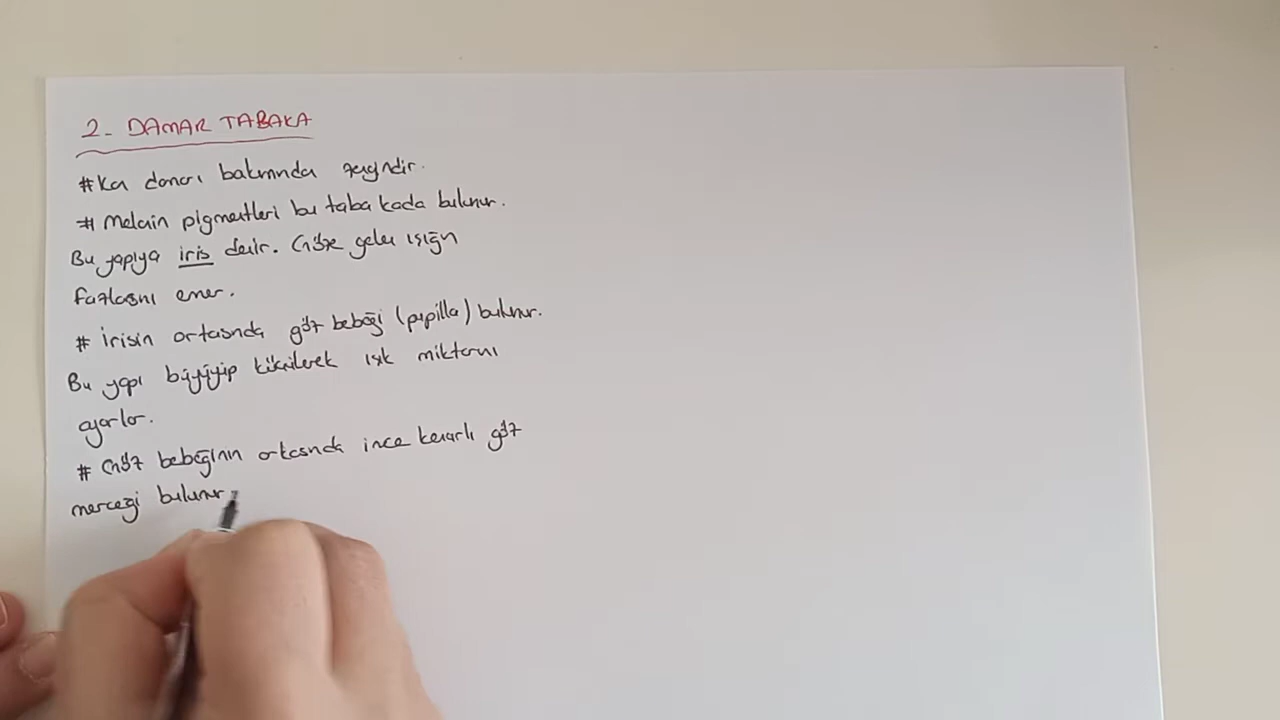 2- DAMAR TABAKA
# Kan damarı bakımında zengindir.
# Melanin pigmentleri bu tabakada bulunur.
Bu yapıya iris denir. Göze gelen ışığın
fazlasını emer.
# İrisin ortasında göz bebeği (pupilla) bulunur.
Bu yapı büyüyüp küçülerek ışık miktarını
ayarlar.
# Göz bebeğinin ortasında ince kenarlı göz
merceği bulunur.